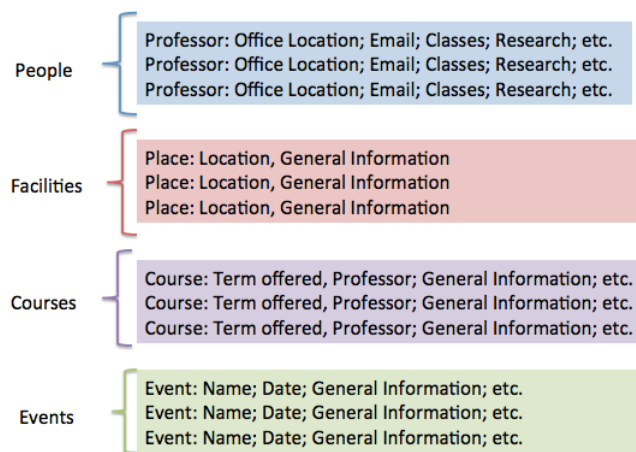 People
Professor: Office Location; Email; Classes; Research; etc.
Professor: Office Location; Email; Classes; Research; etc.
Professor: Office Location; Email; Classes; Research; etc.
Facilities
Place: Location, General Information
Place: Location, General Information
Place: Location, General Information
Courses
Course: Term offered, Professor; General Information; etc.
Course: Term offered, Professor; General Information; etc.
Course: Term offered, Professor; General Information; etc.
Events
Event: Name; Date; General Information; etc.
Event: Name; Date; General Information; etc.
Event: Name; Date; General Information; etc.